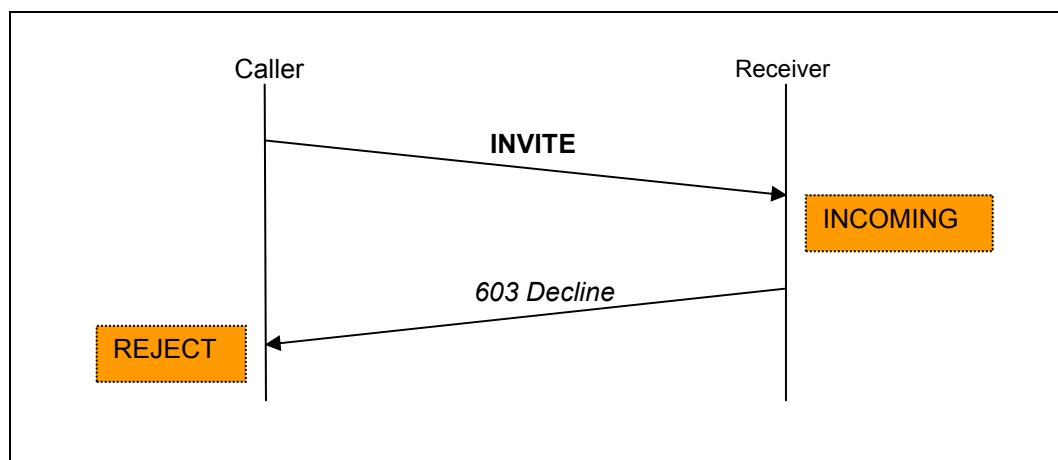 Caller
Receiver
INVITE
INCOMING
603 Decline
REJECT